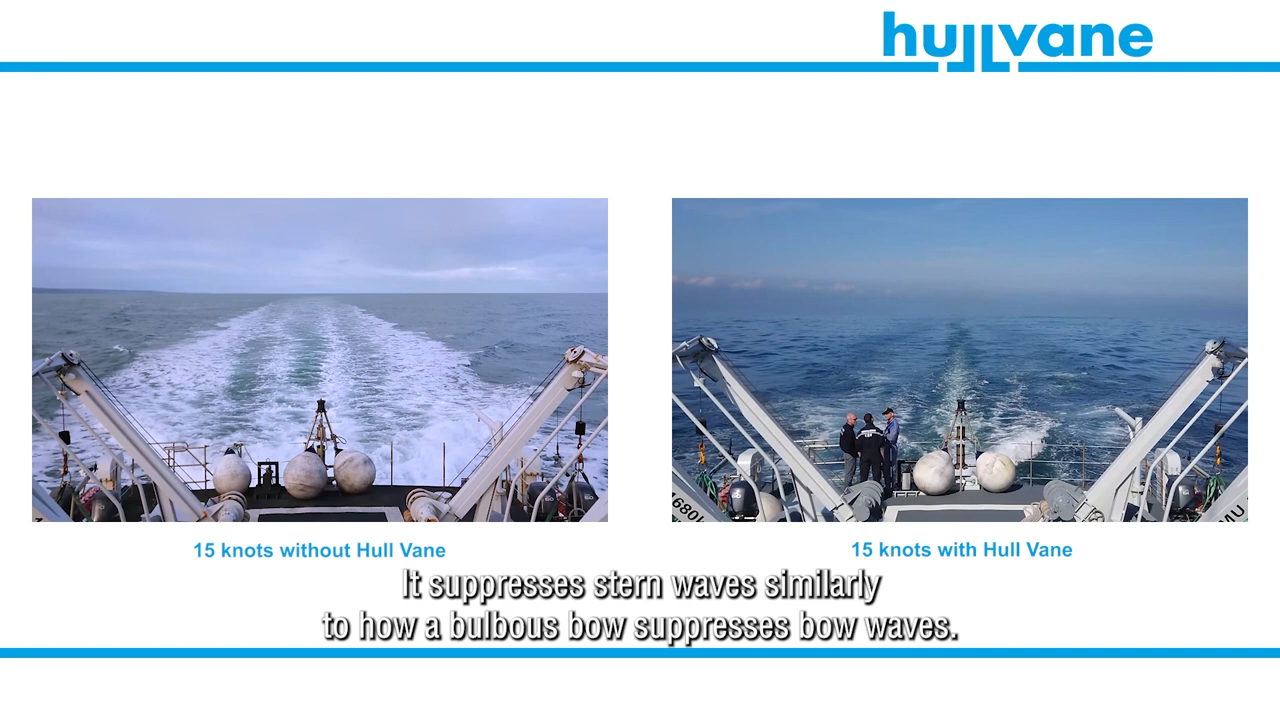 hullvane
15 knots without Hull Vane
15 knots with Hull Vane
It suppresses stern waves similarly
to how a bulbous bow suppresses bow waves.